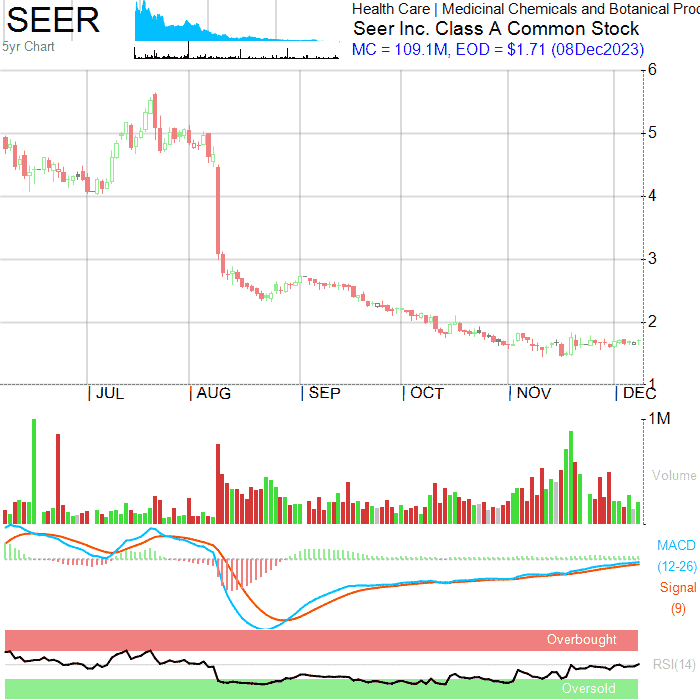 SEER
5yr Chart
Health Care | Medicinal Chemicals and Botanical Proc
Seer Inc. Class A Common Stock
MC = 109.1M, EOD = $1.71 (08Dec2023)
6
5
4
3
2
1
| JUL | AUG | SEP | OCT | NOV | DEC
1M
Volume
MACD
(12-26)
Signal
(9)
Overbought
RSI(14)
Oversold